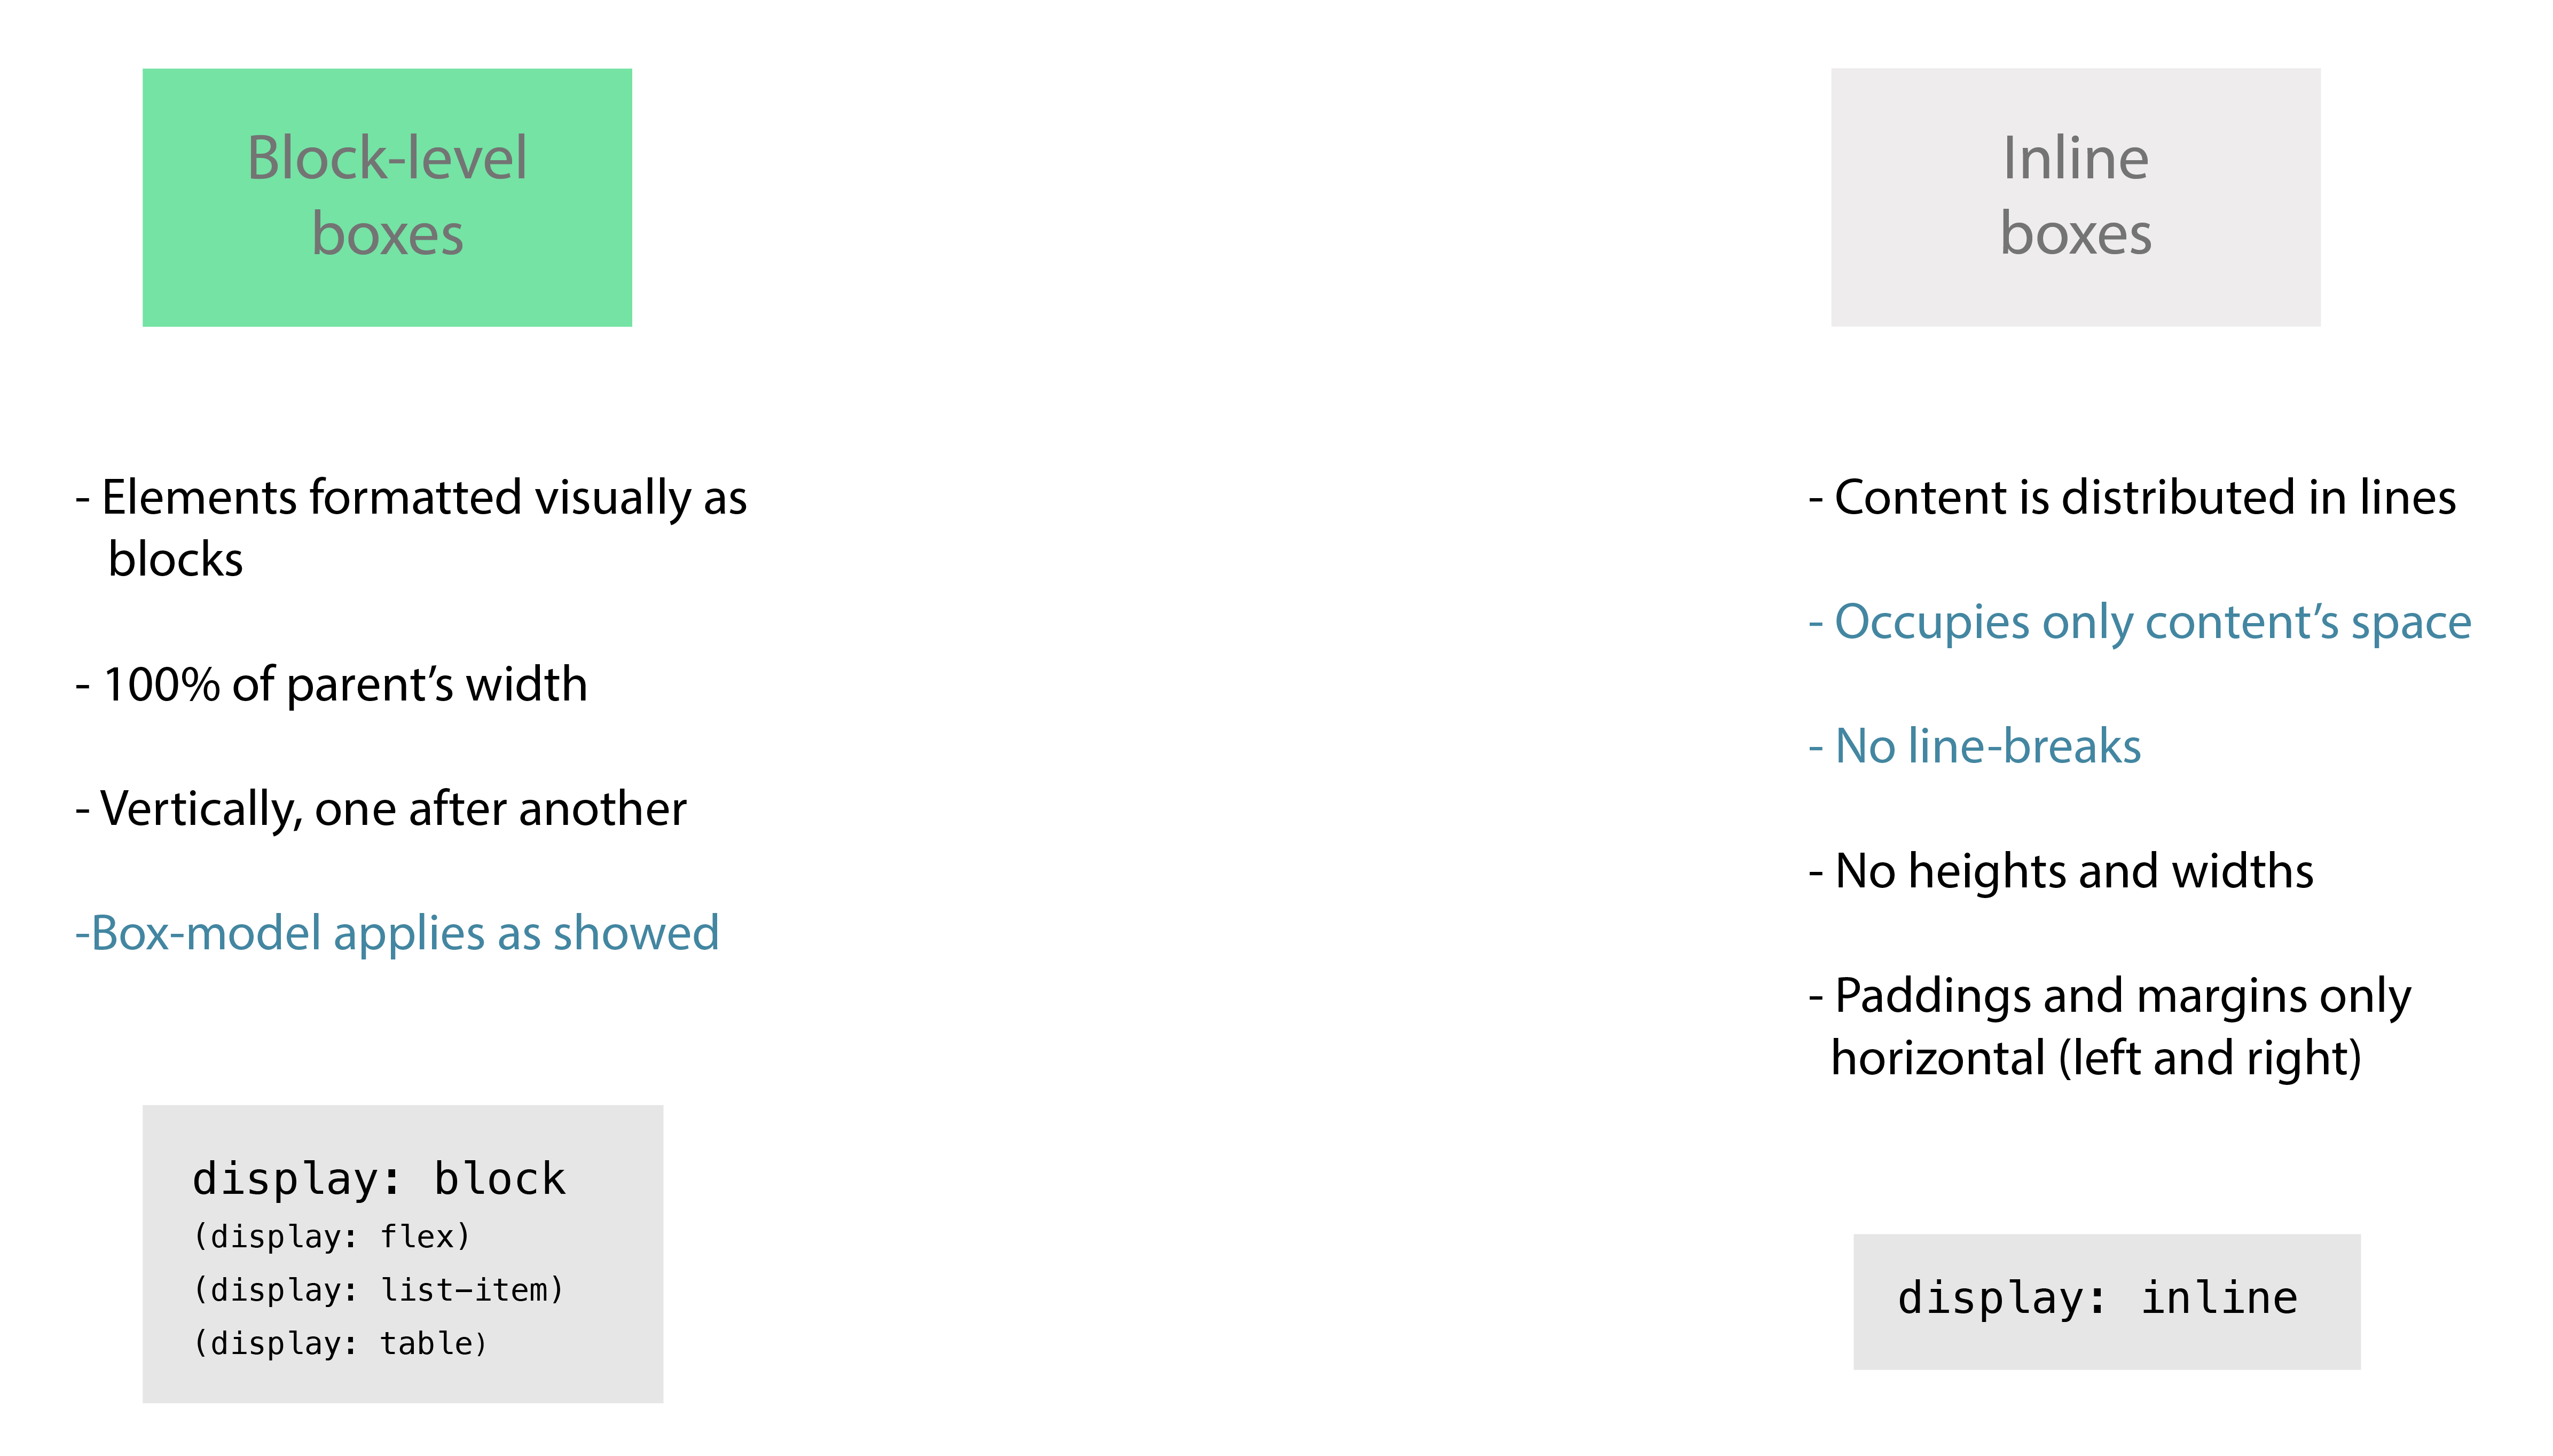 Block-level
boxes
- Elements formatted visually as
blocks
- 100% of parent’s width
- Vertically, one after another
-Box-model applies as showed
display: block
(display: flex)
(display: list-item)
(display: table)
Inline
boxes
- Content is distributed in lines
- Occupies only content’s space
- No line-breaks
- No heights and widths
- Paddings and margins only
horizontal (left and right)
display: inline